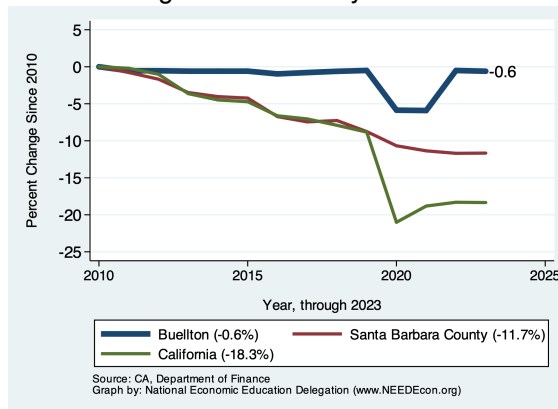 5
0
-5
-10
-15
-20
-25
Percent Change Since 2010
-0.6
2010 2015 2020 2025
Year, through 2023
Buellton (-0.6%) Santa Barbara County (-11.7%)
California (-18.3%)
Source: CA, Department of Finance
Graph by: National Economic Education Delegation (www.NEEDEcon.org)